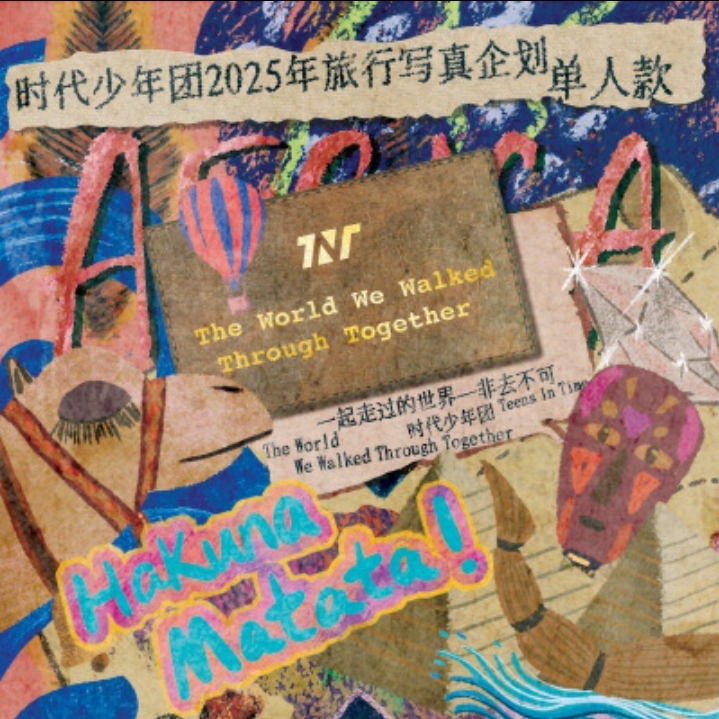 时代少年团2025年旅行写真企划单人款
AFRICA
TNT
The World We Walked
Through Together
一起走过的世界—非去不可
时代少年团 Teens In Time
The World
We Walked Through Together
Hakuna
Matata!